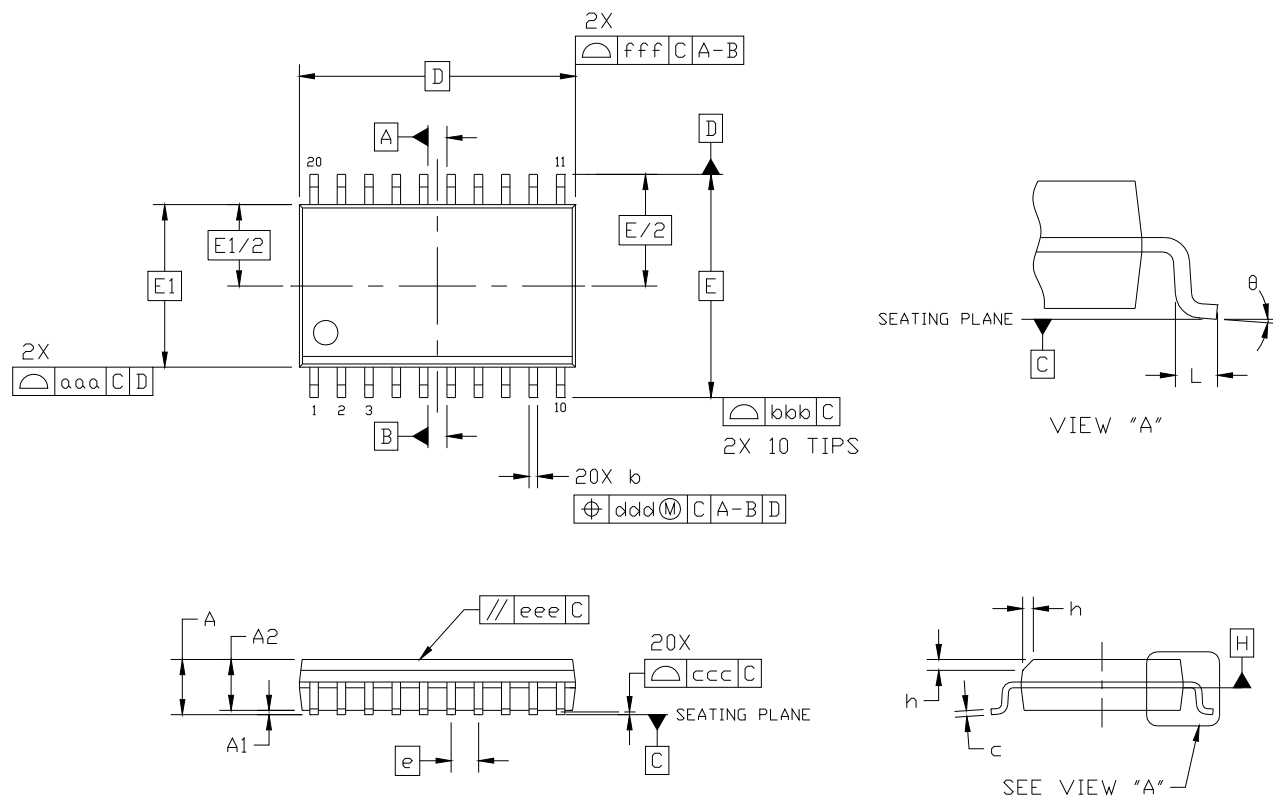 2X
⌓ fff C A-B
D
A
D
20
11
E1/2
E/2
E1
E
2X
⌓ aaa C D
1 2 3
10
B
⌓ bbb C
2X 10 TIPS
20X b
⌖ ddd Ⓜ C A-B D
θ
SEATING PLANE
C
L
VIEW "A"
A
A2
// eee C
20X
⌓ ccc C
SEATING PLANE
A1
e
C
h
H
h
c
SEE VIEW "A"